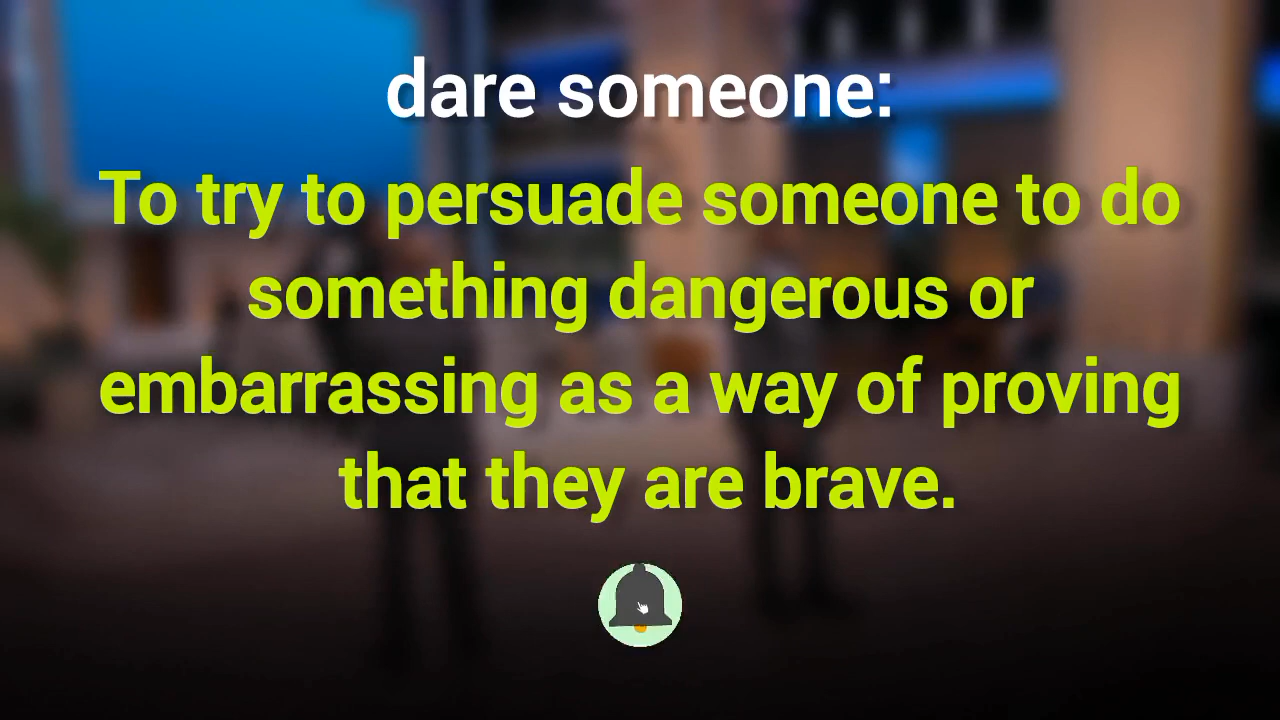 dare someone:
To try to persuade someone to do
something dangerous or
embarrassing as a way of proving
that they are brave.